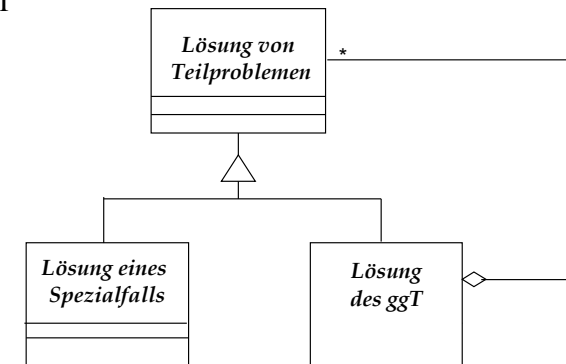 Lösung von
Teilproblemen
*
Lösung eines
Spezialfalls
Lösung
des ggT